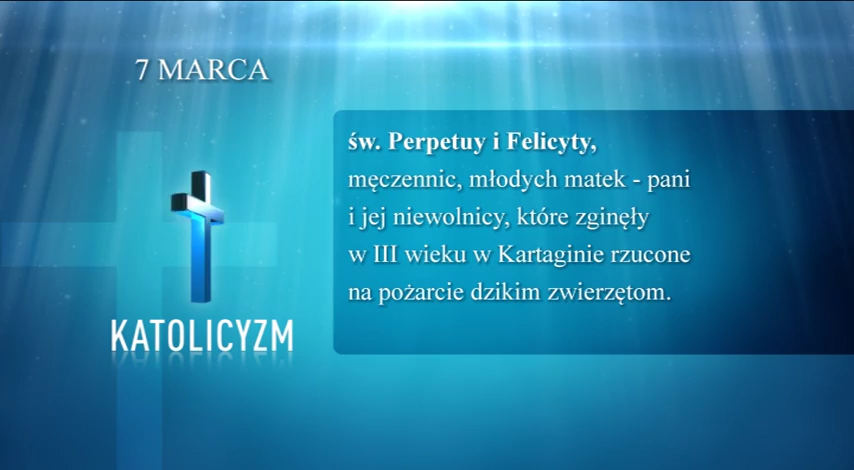 7 MARCA
św. Perpetuy i Felicyty,
męczennic, młodych matek - pani
i jej niewolnicy, które zginęły
w III wieku w Kartaginie rzucone
na pożarcie dzikim zwierzętom.
KATOLICYZM